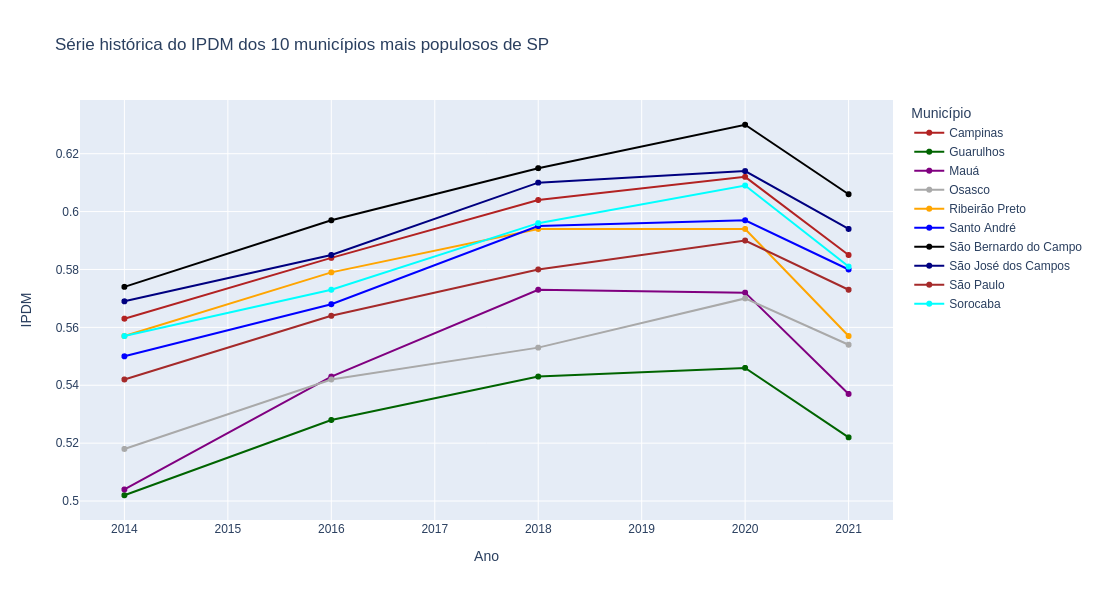 Série histórica do IPDM dos 10 municípios mais populosos de SP
Município
Campinas
Guarulhos
Mauá
Osasco
Ribeirão Preto
Santo André
São Bernardo do Campo
São José dos Campos
São Paulo
Sorocaba
IPDM
0.62
0.6
0.58
0.56
0.54
0.52
0.5
2014 2015 2016 2017 2018 2019 2020 2021
Ano